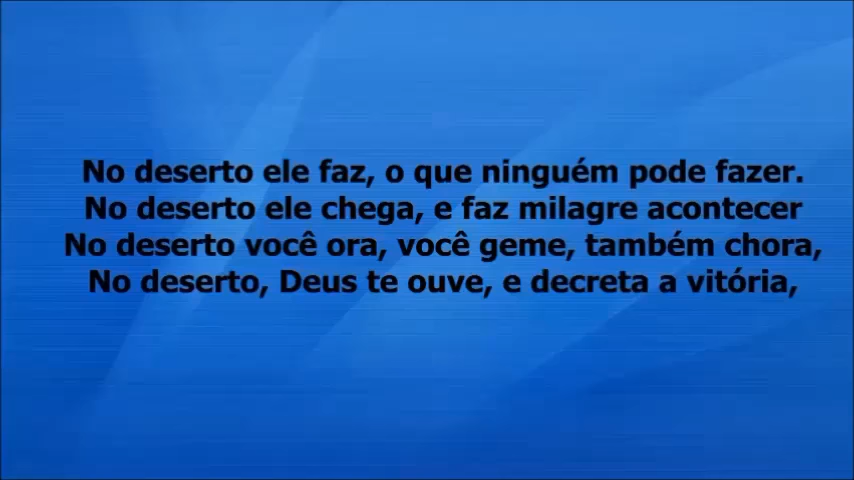 No deserto ele faz, o que ninguém pode fazer.
No deserto ele chega, e faz milagre acontecer
No deserto você ora, você geme, também chora,
No deserto, Deus te ouve, e decreta a vitória,